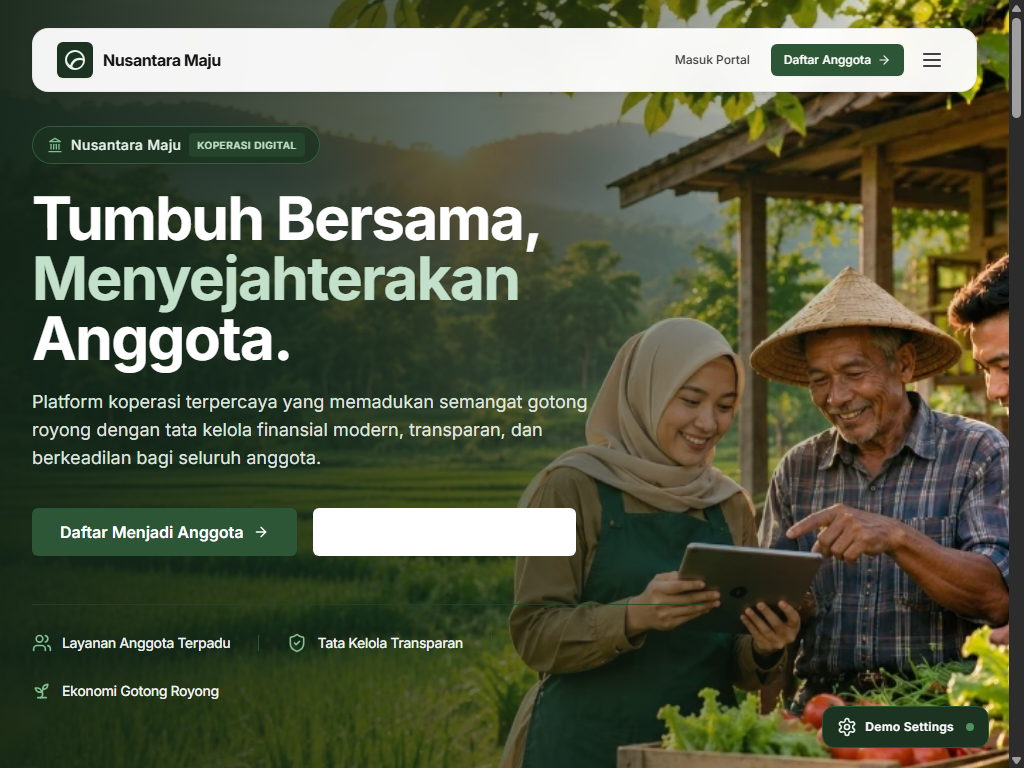 Nusantara Maju
Masuk Portal
Daftar Anggota
Nusantara Maju
KOPERASI DIGITAL
Tumbuh Bersama,
Menyejahterakan
Anggota.
Platform koperasi terpercaya yang memadukan semangat gotong
royong dengan tata kelola finansial modern, transparan, dan
berkeadilan bagi seluruh anggota.
Daftar Menjadi Anggota
Layanan Anggota Terpadu
Tata Kelola Transparan
Ekonomi Gotong Royong
Demo Settings